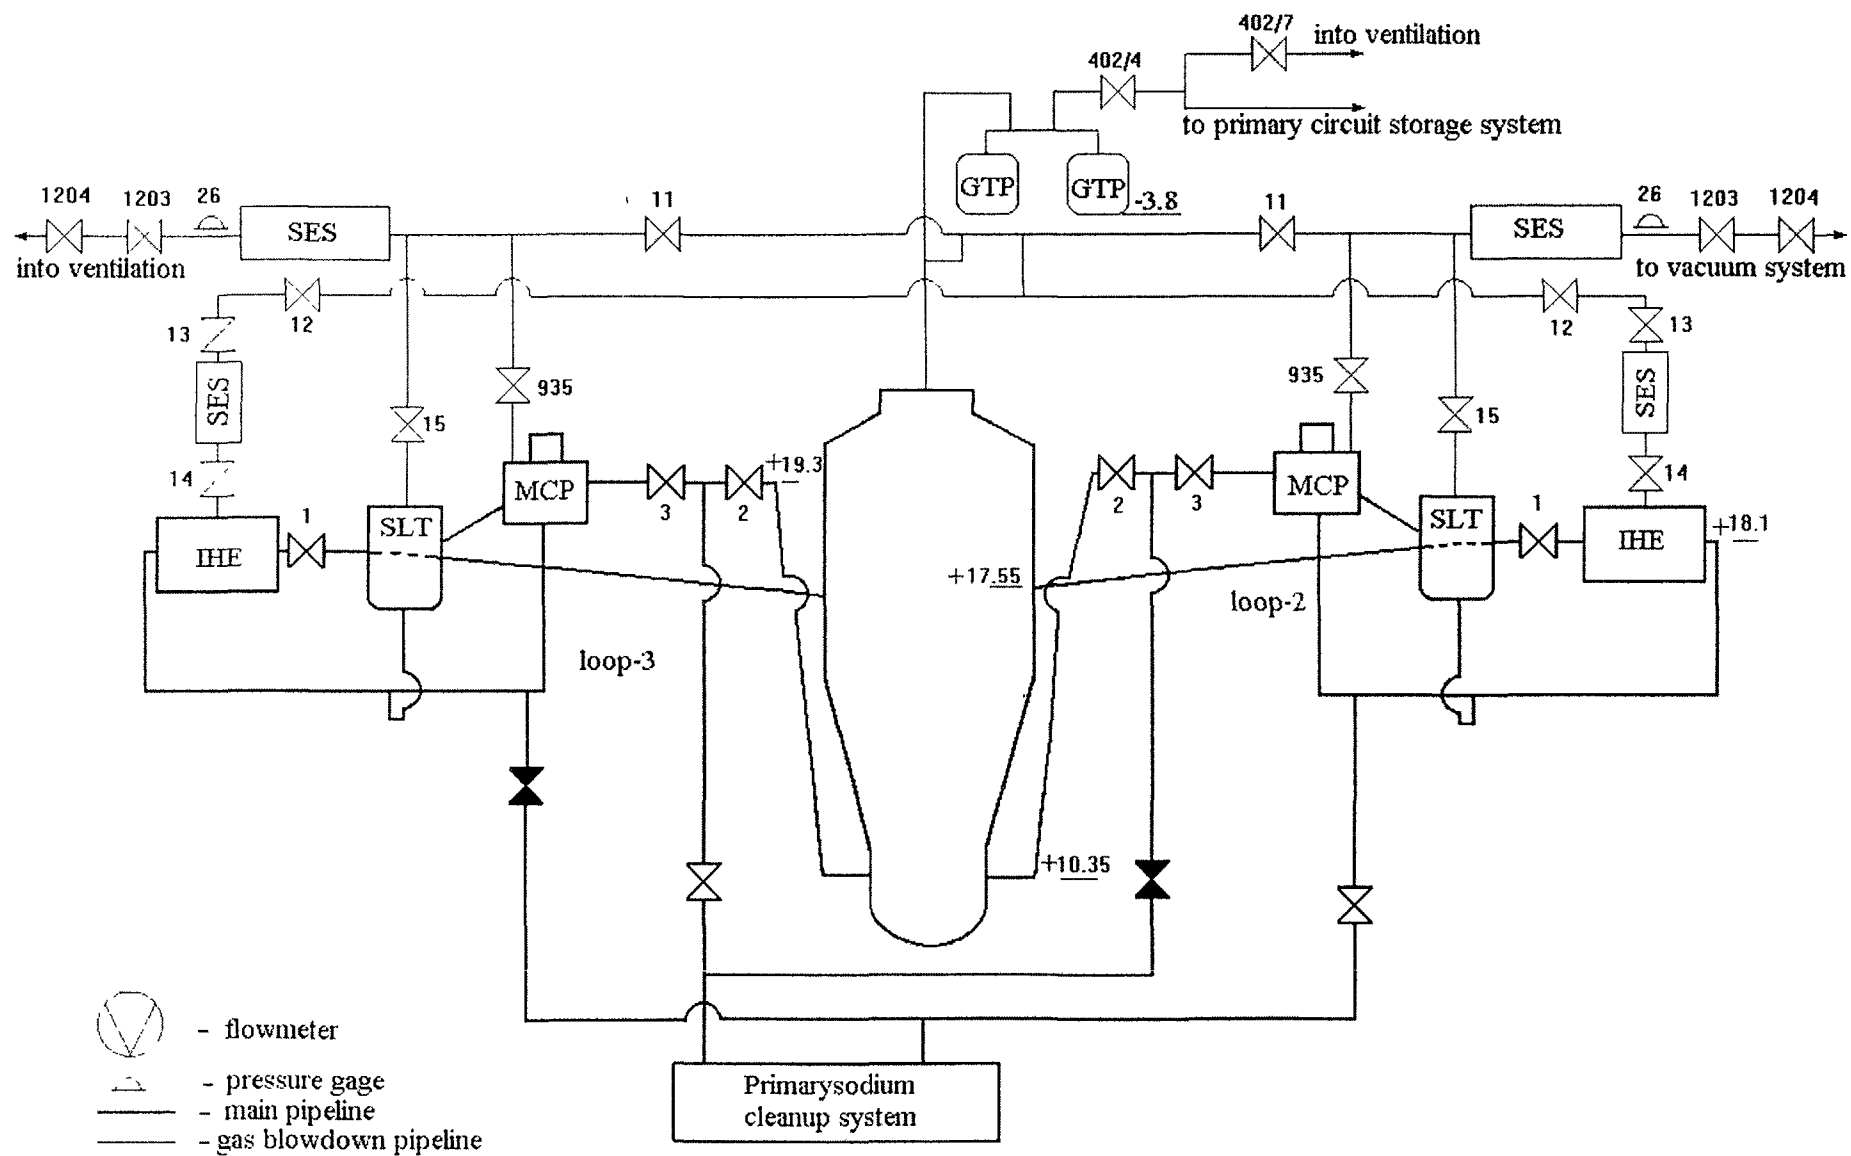 402/7
into ventilation
402/4
to primary circuit storage system
GTP
GTP
-3.8
1204
1203
26
SES
11
11
SES
26
1203
1204
into ventilation
to vacuum system
13
12
12
13
SES
935
935
SES
15
15
14
14
MCP
3
2
+19.3
2
3
MCP
1
SLT
SLT
1
IHE
IHE
+18.1
+17.55
loop-2
loop-3
+10.35
- flowmeter
- pressure gage
- main pipeline
- gas blowdown pipeline
Primarysodium
cleanup system